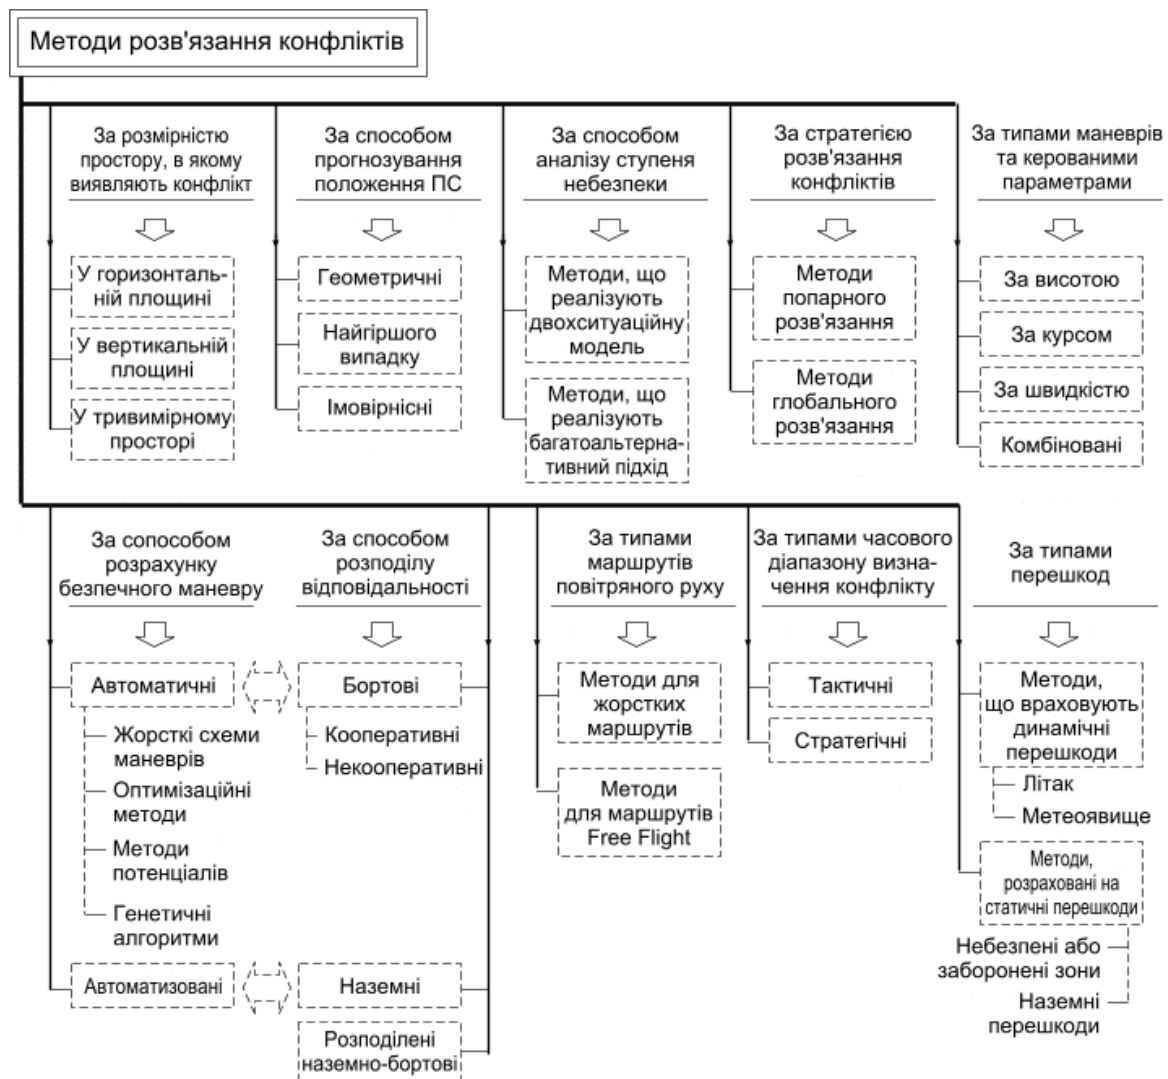 Методи розв'язання конфліктів
За розмірністю
простору, в якому
виявляють конфлікт
У горизонталь-
ній площині
У вертикальній
площині
У тривимірному
просторі
За способом
прогнозування
положення ПС
Геометричні
Найгіршого
випадку
Імовірнісні
За способом
аналізу ступеня
небезпеки
Методи, що
реалізують
двохситуаційну
модель
Методи, що
реалізують
багатоальтерна-
тивний підхід
За стратегією
розв'язання
конфліктів
Методи
попарного
розв'язання
Методи
глобального
розв'язання
За типами маневрів
та керованими
параметрами
За висотою
За курсом
За швидкістю
Комбіновані
За сопособом
розрахунку
безпечного маневру
Автоматичні
Жорсткі схеми
маневрів
Оптимізаційні
методи
Методи
потенціалів
Генетичні
алгоритми
Автоматизовані
За способом
розподілу
відповідальності
Бортові
Кооперативні
Некооперативні
Наземні
Розподілені
наземно-бортові
За типами
маршрутів
повітряного руху
Методи для
жорстких
маршрутів
Методи
для маршрутів
Free Flight
За типами часового
діапазону визна-
чення конфлікту
Тактичні
Стратегічні
За типами
перешкод
Методи,
що враховують
динамічні
перешкоди
Літак
Метеоявище
Методи,
розраховані на
статичні перешкоди
Небезпені або
заборонені зони
Наземні
перешкоди